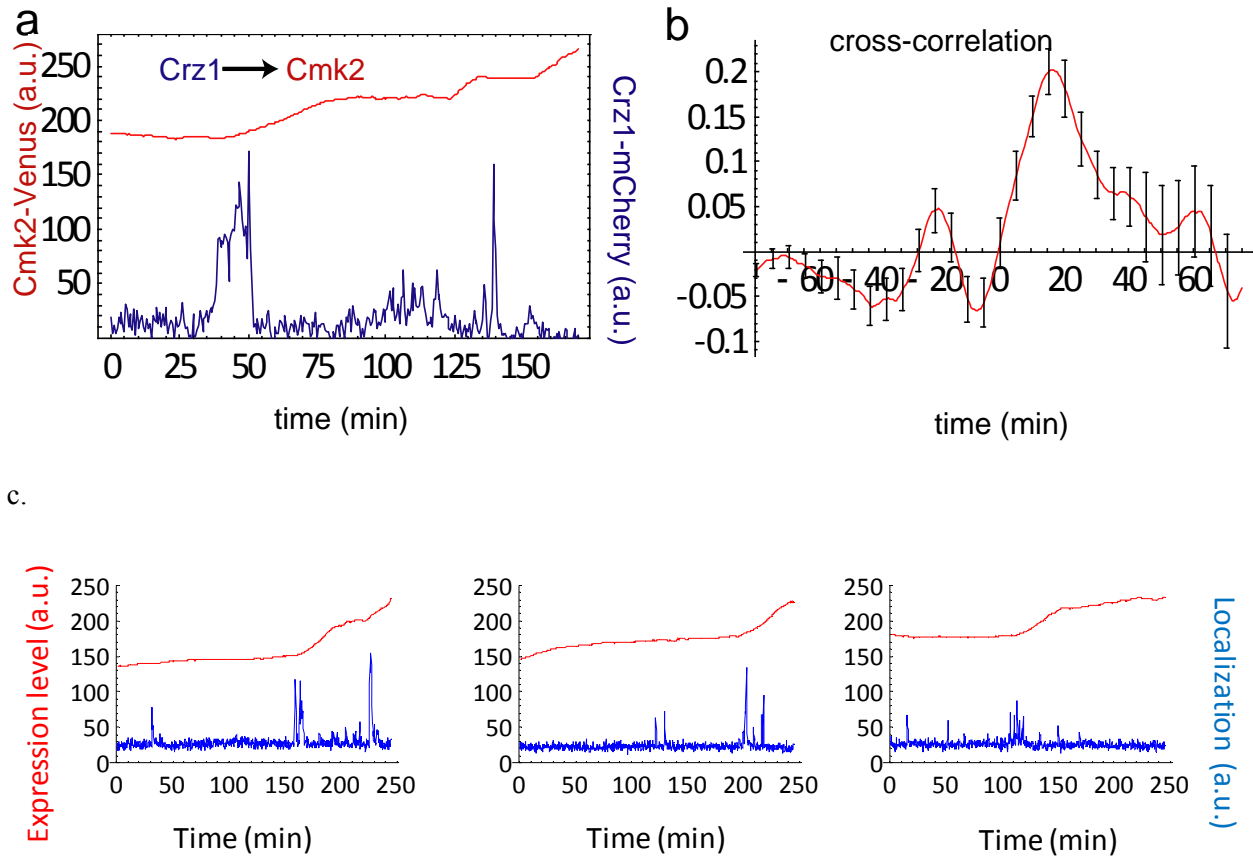 a
Cmk2-Venus (a.u.)
250
200
150
100
50
Crz1 Cmk2
Crz1-mCherry (a.u.)
0 25 50 75 100 125 150
time (min)
b
cross-correlation
0.2
0.15
0.1
0.05
-0.05
-0.1
- 60 -40 -20 0 20 40 60
time (min)
c.
Expression level (a.u.)
250
200
150
100
50
0
0 50 100 150 200 250
Time (min)
250
200
150
100
50
0
0 50 100 150 200 250
Time (min)
250
200
150
100
50
0
0 50 100 150 200 250
Time (min)
Localization (a.u.)